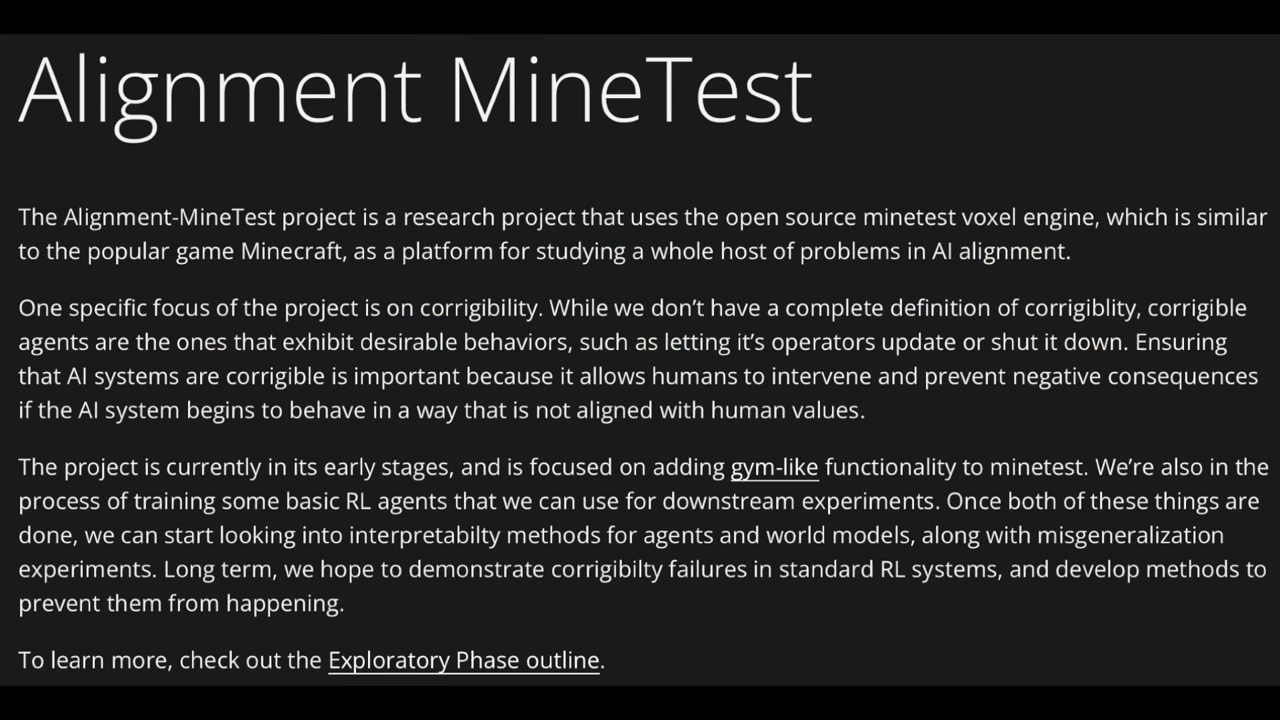 Alignment MineTest
The Alignment-MineTest project is a research project that uses the open source minetest voxel engine, which is similar
to the popular game Minecraft, as a platform for studying a whole host of problems in AI alignment.
One specific focus of the project is on corrigibility. While we don’t have a complete definition of corrigiblity, corrigible
agents are the ones that exhibit desirable behaviors, such as letting it’s operators update or shut it down. Ensuring
that AI systems are corrigible is important because it allows humans to intervene and prevent negative consequences
if the AI system begins to behave in a way that is not aligned with human values.
The project is currently in its early stages, and is focused on adding gym-like functionality to minetest. We’re also in the
process of training some basic RL agents that we can use for downstream experiments. Once both of these things are
done, we can start looking into interpretabilty methods for agents and world models, along with misgeneralization
experiments. Long term, we hope to demonstrate corrigibilty failures in standard RL systems, and develop methods to
prevent them from happening.
To learn more, check out the Exploratory Phase outline.